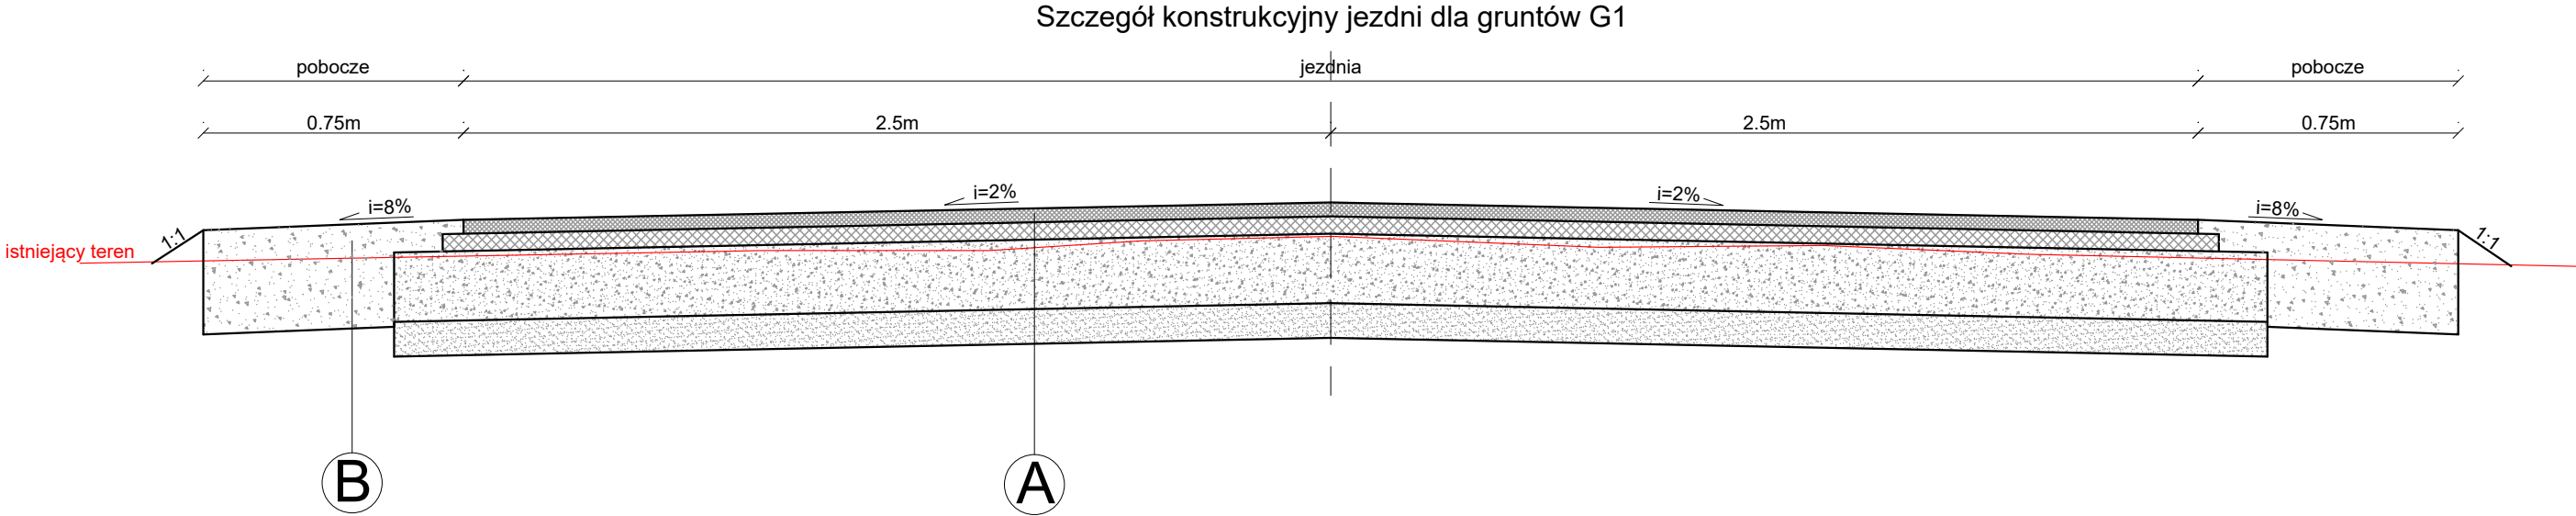 Szczegół konstrukcyjny jezdni dla gruntów G1
pobocze jezdnia pobocze
0.75m 2.5m 2.5m 0.75m
i=8% i=2% i=2% i=8%
1:1 1:1
istniejący teren
B A